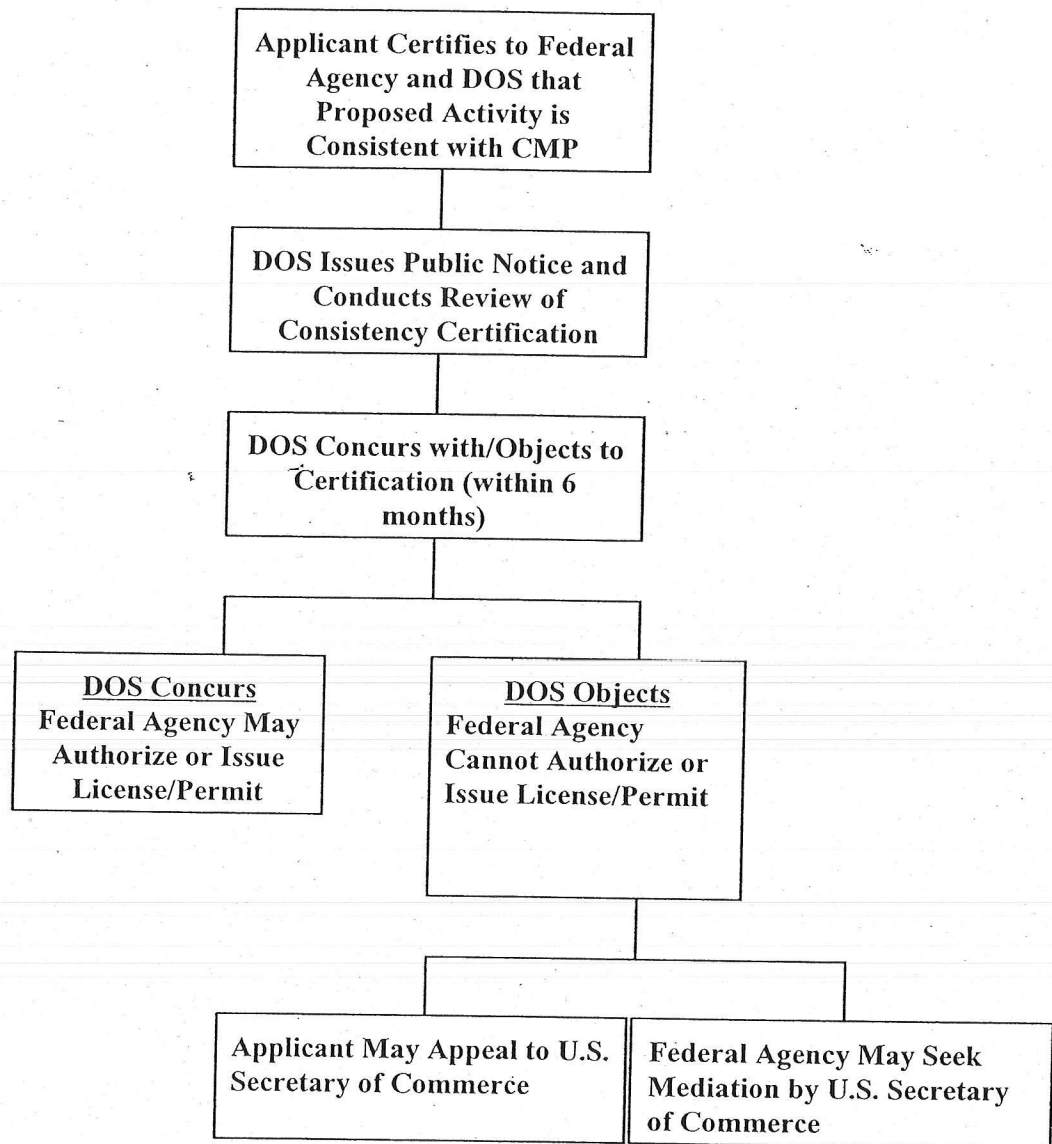 Applicant Certifies to Federal
Agency and DOS that
Proposed Activity is
Consistent with CMP
DOS Issues Public Notice and
Conducts Review of
Consistency Certification
DOS Concurs with/Objects to
Certification (within 6
months)
DOS Concurs
Federal Agency May
Authorize or Issue
License/Permit
DOS Objects
Federal Agency
Cannot Authorize or
Issue License/Permit
Applicant May Appeal to U.S.
Secretary of Commerce
Federal Agency May Seek
Mediation by U.S. Secretary
of Commerce